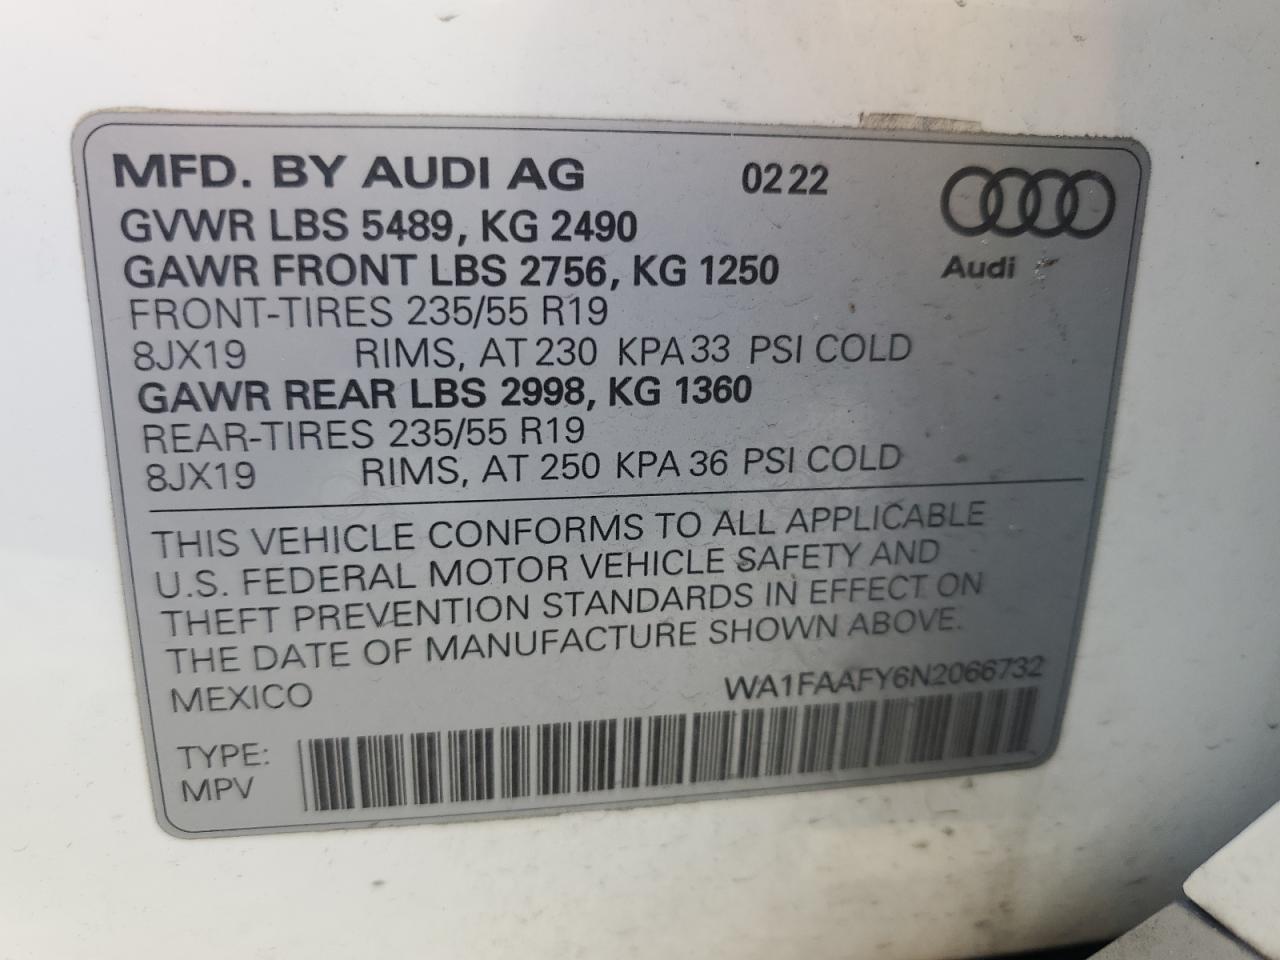 MFD. BY AUDI AG 0222
GVWR LBS 5489, KG 2490
GAWR FRONT LBS 2756, KG 1250
Audi
FRONT-TIRES 235/55 R19
8JX19 RIMS, AT 230 KPA 33 PSI COLD
GAWR REAR LBS 2998, KG 1360
REAR-TIRES 235/55 R19
8JX19 RIMS, AT 250 KPA 36 PSI COLD
THIS VEHICLE CONFORMS TO ALL APPLICABLE
U.S. FEDERAL MOTOR VEHICLE SAFETY AND
THEFT PREVENTION STANDARDS IN EFFECT ON
THE DATE OF MANUFACTURE SHOWN ABOVE.
MEXICO WA1FAAFY6N2066732
TYPE:
MPV